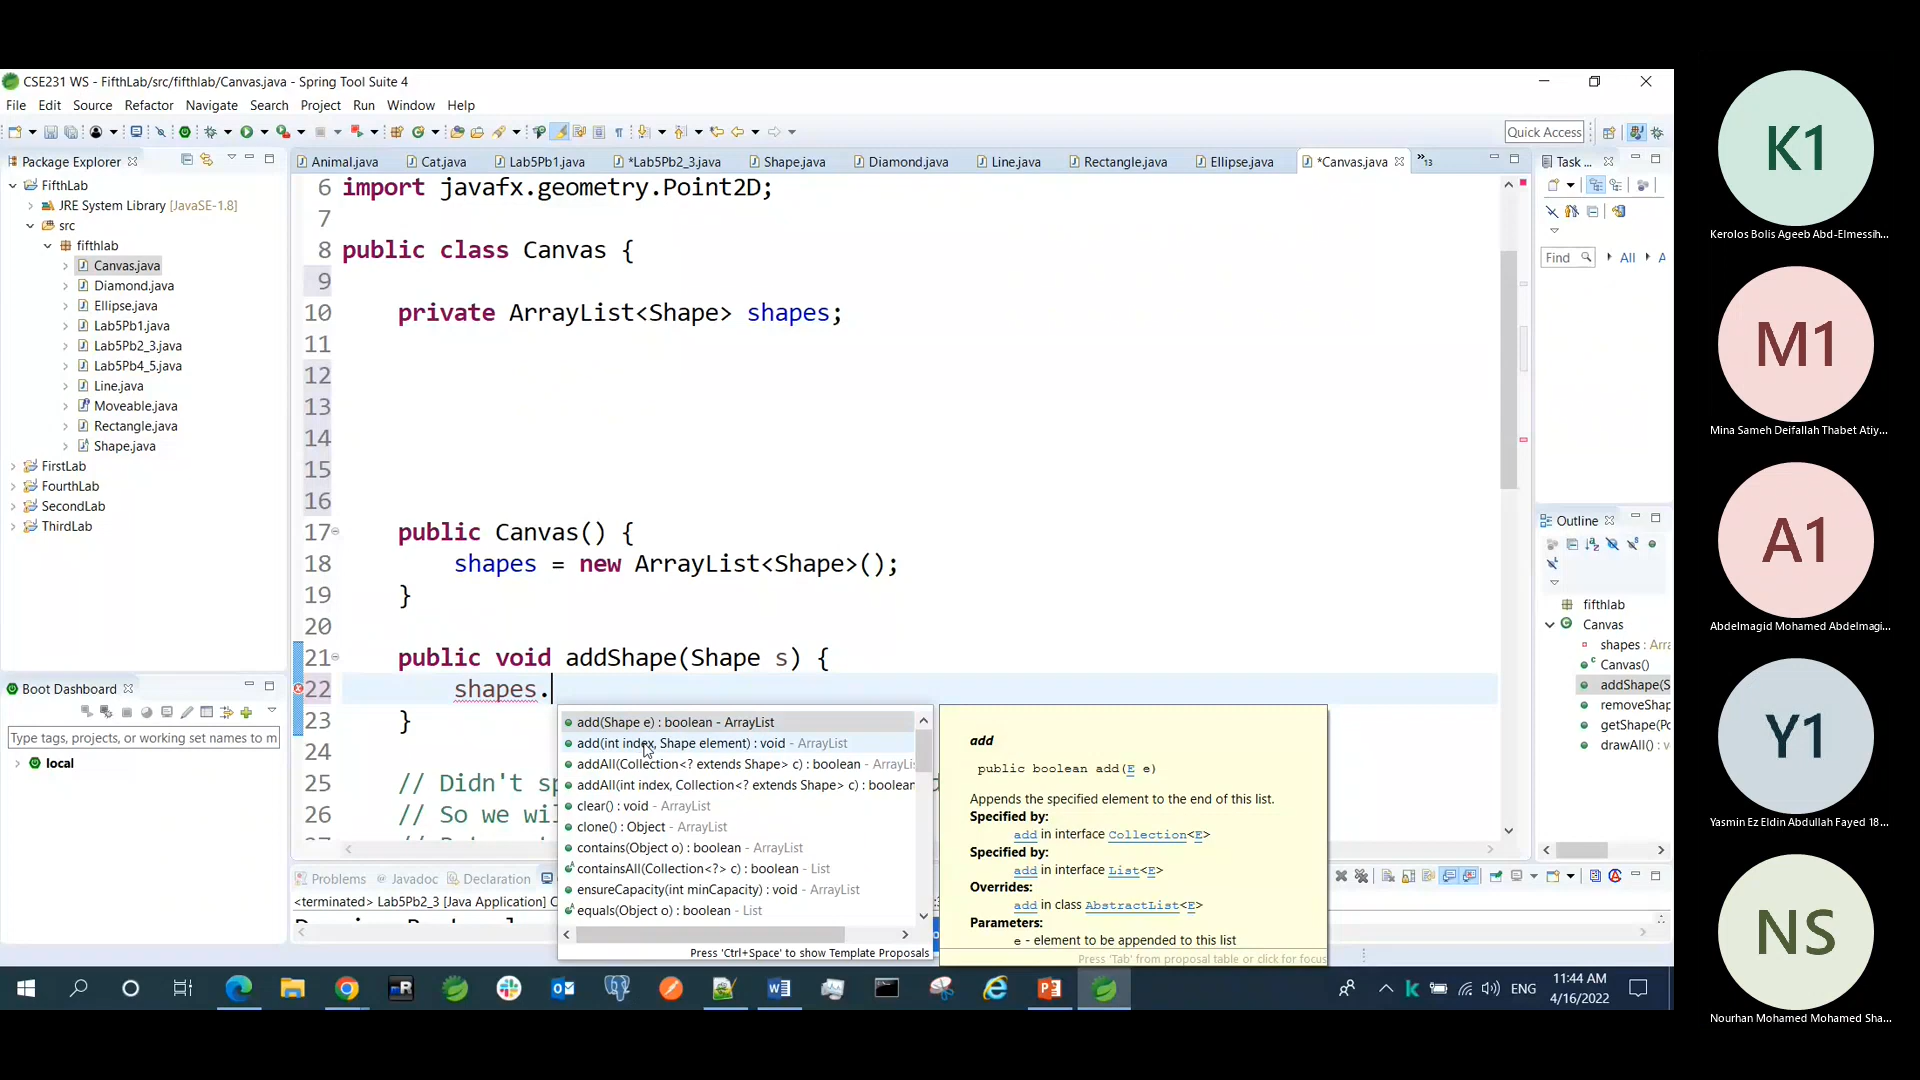 CSE231 WS - FifthLab/src/fifthlab/Canvas.java - Spring Tool Suite 4
File Edit Source Refactor Navigate Search Project Run Window Help
Quick Access
Package Explorer
Animal.java Cat.java Lab5Pb1.java *Lab5Pb2_3.java Shape.java Diamond.java Line.java Rectangle.java Ellipse.java *Canvas.java »13
Task ...
FifthLab
JRE System Library [JavaSE-1.8]
src
fifthlab
Canvas.java
Diamond.java
Ellipse.java
Lab5Pb1.java
Lab5Pb2_3.java
Lab5Pb4_5.java
Line.java
Moveable.java
Rectangle.java
Shape.java
FirstLab
FourthLab
SecondLab
ThirdLab
Boot Dashboard
Type tags, projects, or working set names to m
local
6 import javafx.geometry.Point2D;
7
8 public class Canvas {
9
10 private ArrayList<Shape> shapes;
11
12
13
14
15
16
17 public Canvas() {
18 shapes = new ArrayList<Shape>();
19 }
20
21 public void addShape(Shape s) {
22 shapes.
23 }
24
25 // Didn't sp
26 // So we wil
add(Shape e) : boolean - ArrayList
add(int index, Shape element) : void - ArrayList
addAll(Collection<? extends Shape> c) : boolean - ArrayLis
addAll(int index, Collection<? extends Shape> c) : boolean
clear() : void - ArrayList
clone() : Object - ArrayList
contains(Object o) : boolean - ArrayList
containsAll(Collection<?> c) : boolean - List
ensureCapacity(int minCapacity) : void - ArrayList
equals(Object o) : boolean - List
Press 'Ctrl+Space' to show Template Proposals
add
public boolean add(E e)
Appends the specified element to the end of this list.
Specified by:
add in interface Collection<E>
Specified by:
add in interface List<E>
Overrides:
add in class AbstractList<E>
Parameters:
e - element to be appended to this list
Press 'Tab' from proposal table or click for focus
Problems Javadoc Declaration
<terminated> Lab5Pb2_3 [Java Application] C
Find All A
Outline
fifthlab
Canvas
shapes : Arra
Canvas()
addShape(S
removeShap
getShape(Po
drawAll() : v
ENG
11:44 AM
4/16/2022
K1
Kerolos Bolis Ageeb Abd-Elmessih...
M1
Mina Sameh Deifallah Thabet Atiy...
A1
Abdelmagid Mohamed Abdelmagi...
Y1
Yasmin Ez Eldin Abdullah Fayed 18...
NS
Nourhan Mohamed Mohamed Sha...